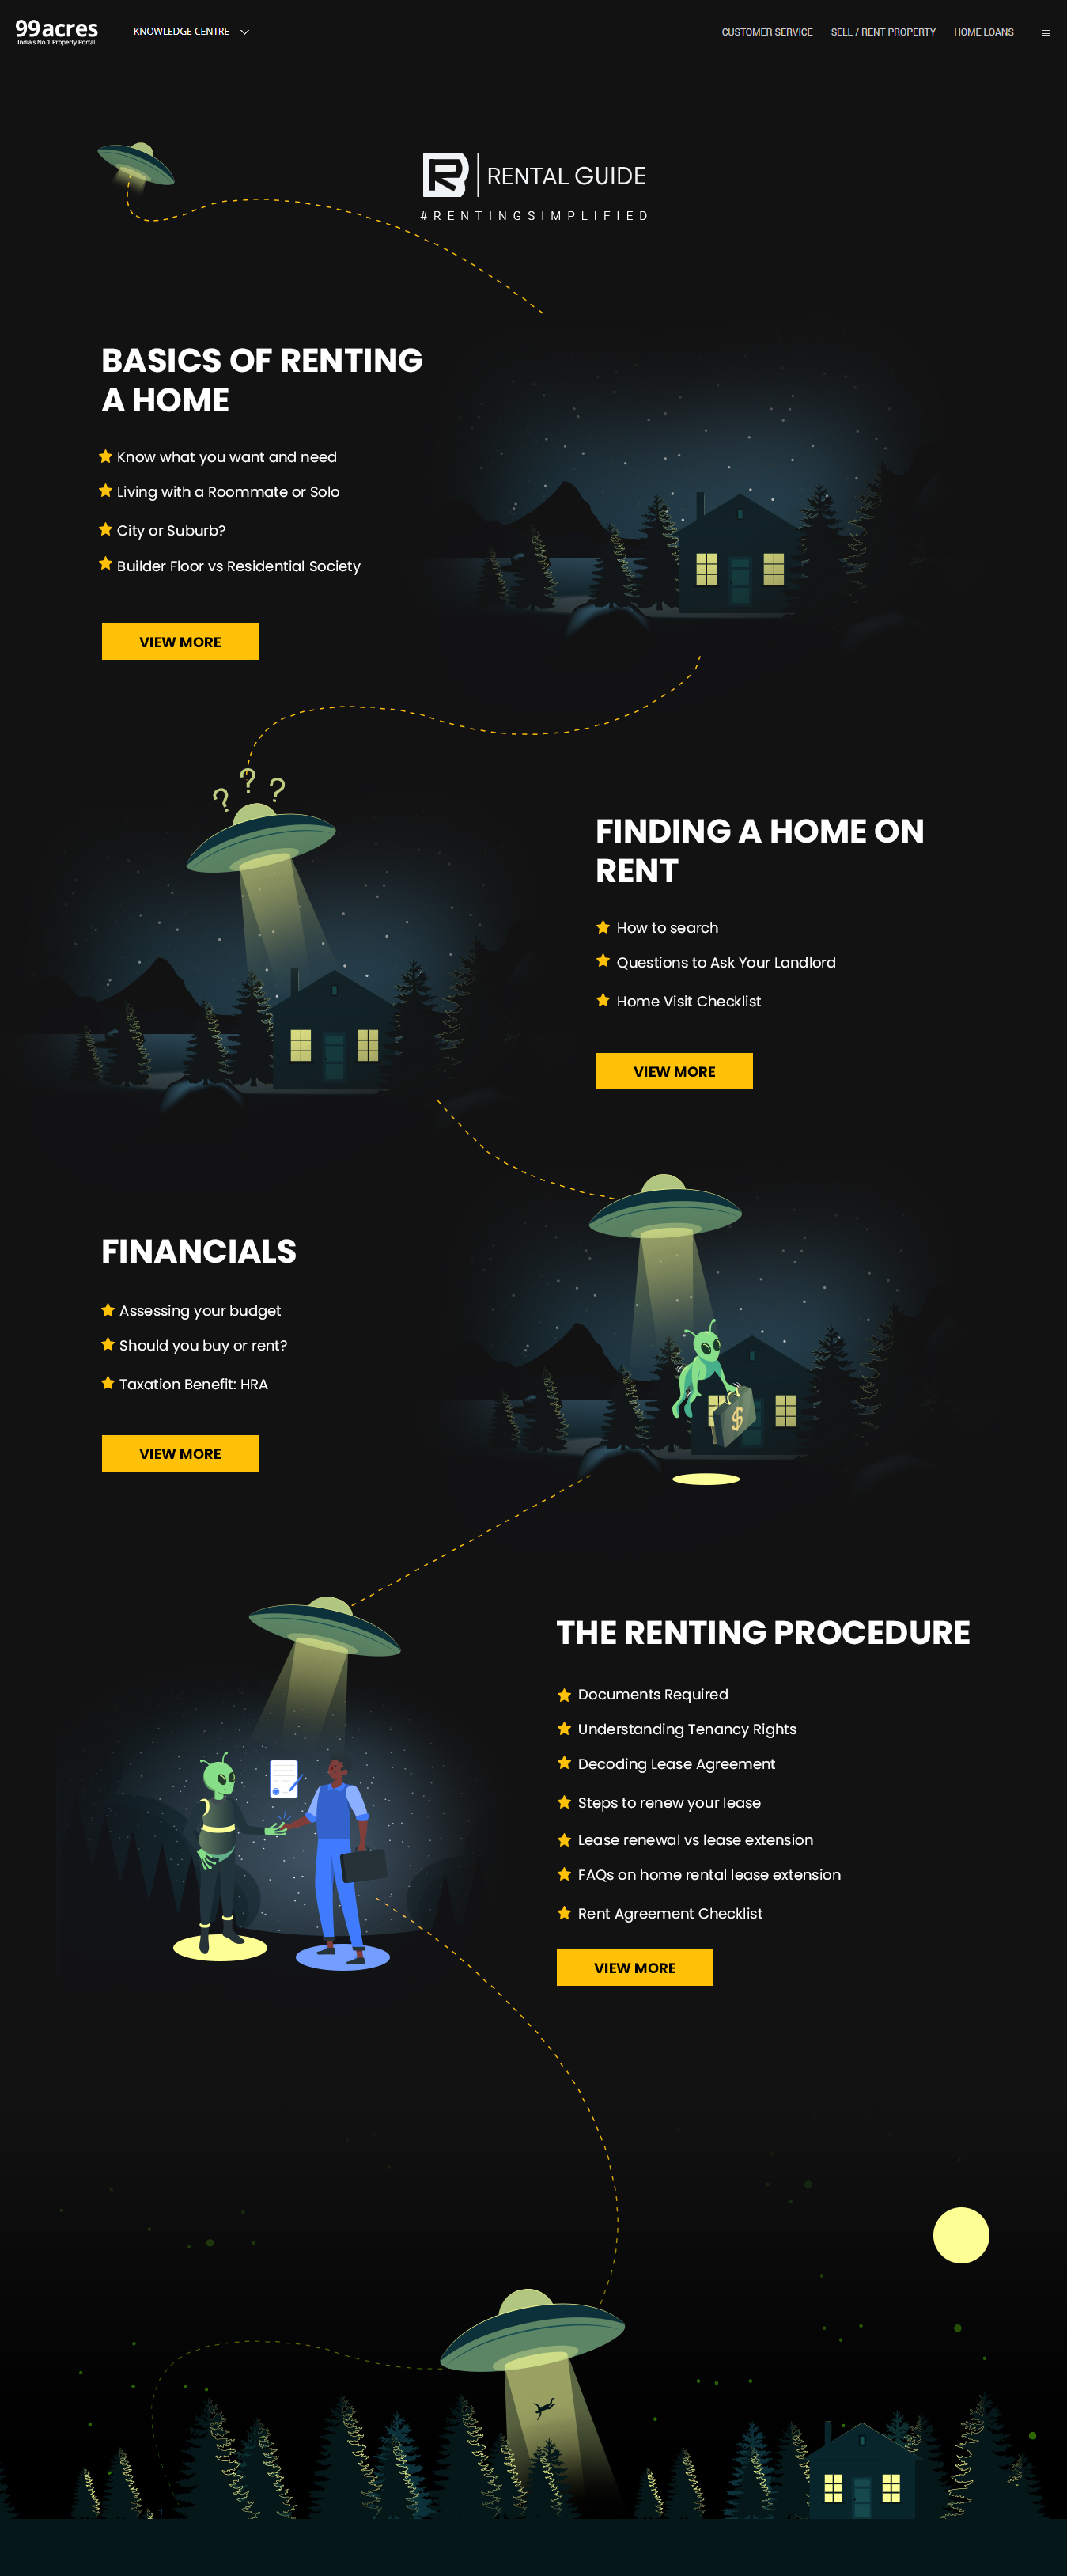 99acres
India's No.1 Property Portal
KNOWLEDGE CENTRE
CUSTOMER SERVICE
SELL / RENT PROPERTY
HOME LOANS
RENTAL GUIDE
#RENTINGSIMPLIFIED
BASICS OF RENTING
A HOME
Know what you want and need
Living with a Roommate or Solo
City or Suburb?
Builder Floor vs Residential Society
VIEW MORE
? ? ?
FINDING A HOME ON
RENT
How to search
Questions to Ask Your Landlord
Home Visit Checklist
VIEW MORE
FINANCIALS
Assessing your budget
Should you buy or rent?
Taxation Benefit: HRA
$
VIEW MORE
THE RENTING PROCEDURE
Documents Required
Understanding Tenancy Rights
Decoding Lease Agreement
Steps to renew your lease
Lease renewal vs lease extension
FAQs on home rental lease extension
Rent Agreement Checklist
VIEW MORE